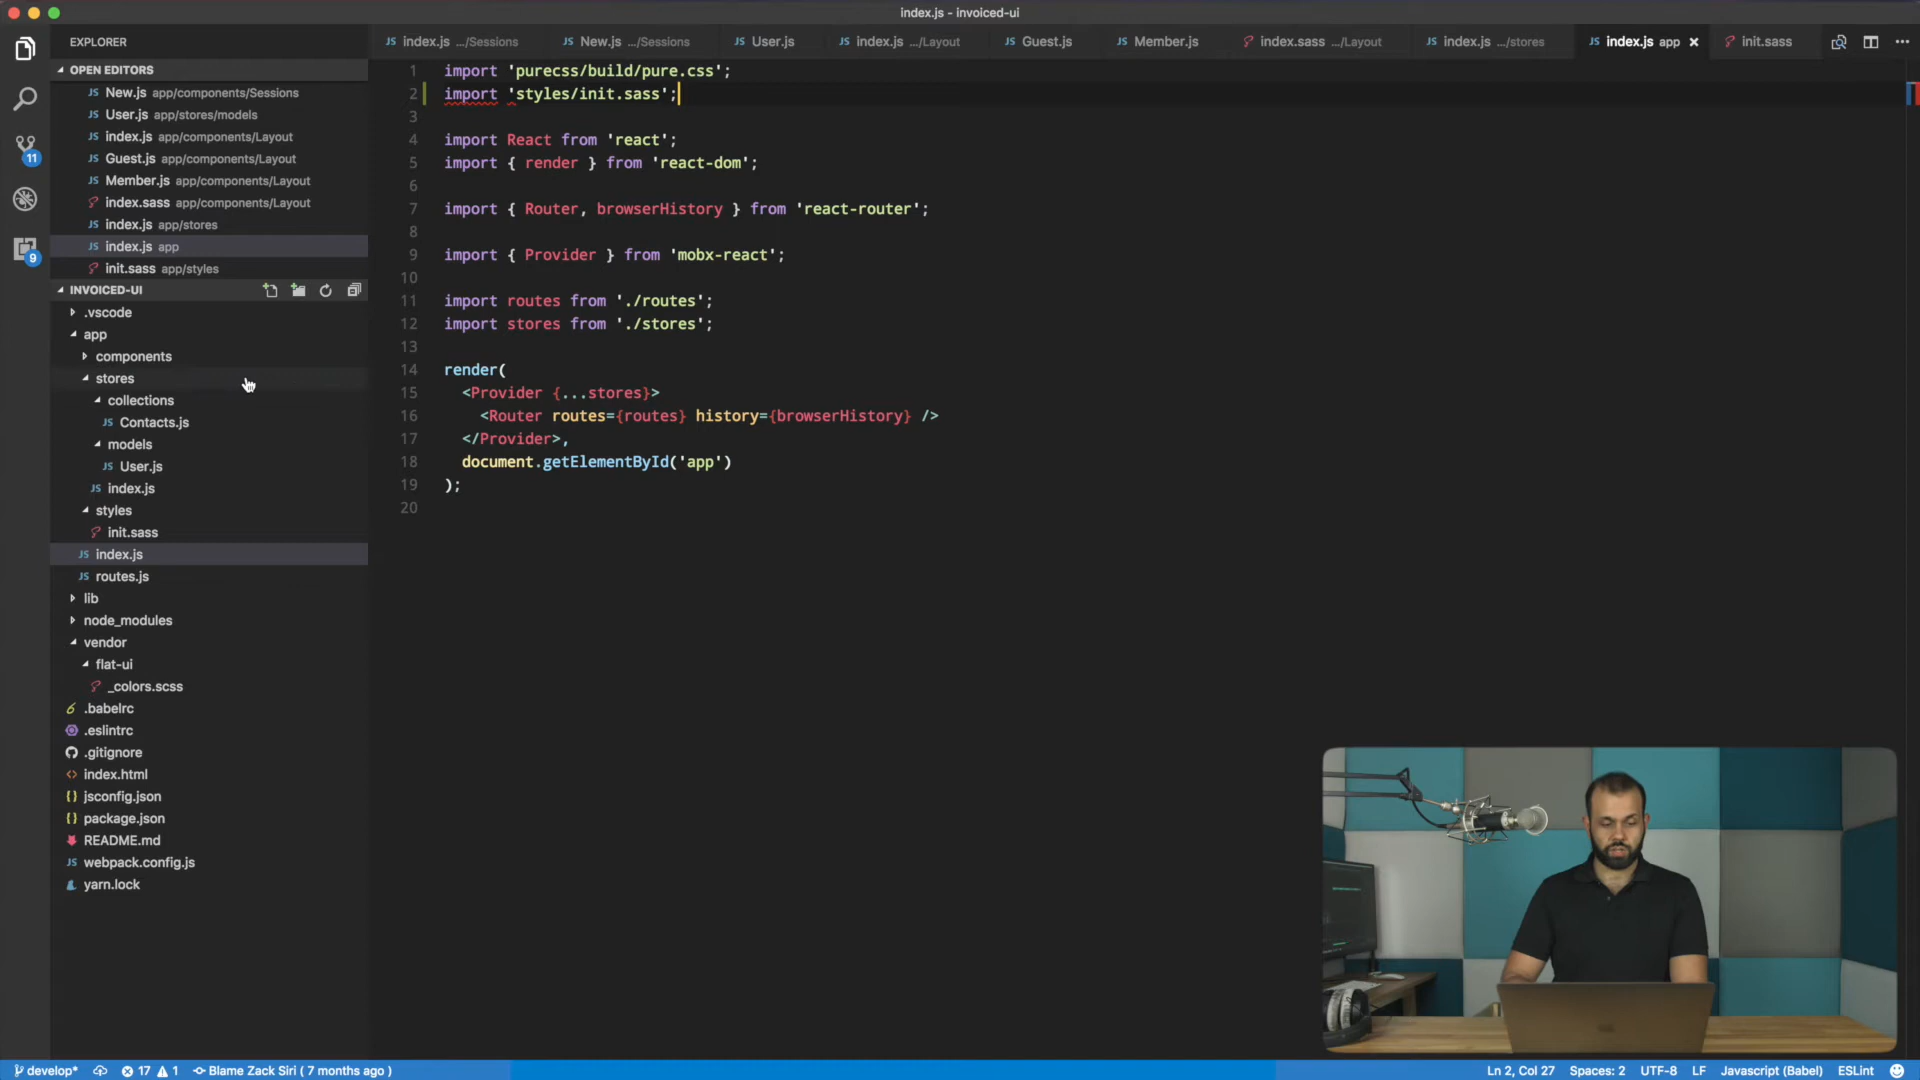 index.js - invoiced-ui
EXPLORER
index.js …/Sessions
New.js …/Sessions
User.js
index.js …/Layout
Guest.js
Member.js
index.sass …/Layout
index.js …/stores
index.js app
init.sass
OPEN EDITORS
New.js app/components/Sessions
User.js app/stores/models
index.js app/components/Layout
Guest.js app/components/Layout
Member.js app/components/Layout
index.sass app/components/Layout
index.js app/stores
index.js app
init.sass app/styles
INVOICED-UI
.vscode
app
components
stores
collections
Contacts.js
models
User.js
index.js
styles
init.sass
index.js
routes.js
lib
node_modules
vendor
flat-ui
_colors.scss
.babelrc
.eslintrc
.gitignore
index.html
jsconfig.json
package.json
README.md
webpack.config.js
yarn.lock
11
9
1 import 'purecss/build/pure.css';
2 import 'styles/init.sass';
3
4 import React from 'react';
5 import { render } from 'react-dom';
6
7 import { Router, browserHistory } from 'react-router';
8
9 import { Provider } from 'mobx-react';
10
11 import routes from './routes';
12 import stores from './stores';
13
14 render(
15 <Provider {...stores}>
16 <Router routes={routes} history={browserHistory} />
17 </Provider>,
18 document.getElementById('app')
19 );
20
develop* 17 1 Blame Zack Siri ( 7 months ago )
Ln 2, Col 27 Spaces: 2 UTF-8 LF Javascript (Babel) ESLint